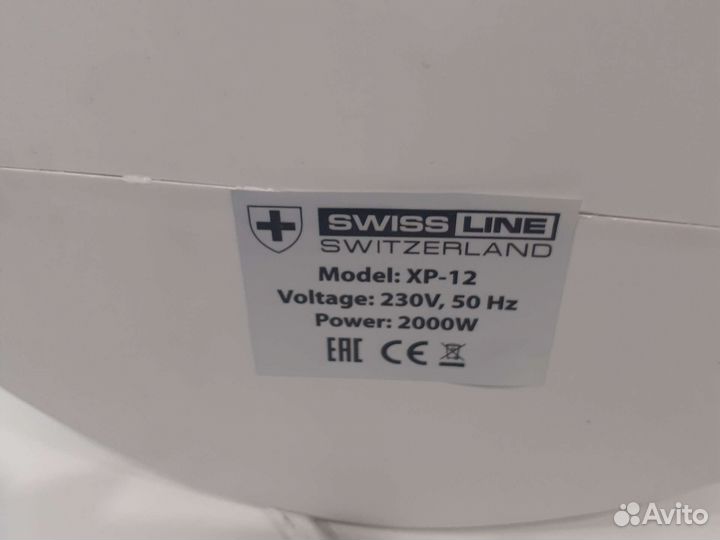 SWISS LINE
SWITZERLAND
Model: XP-12
Voltage: 230V, 50 Hz
Power: 2000W
EAC CE
Avito